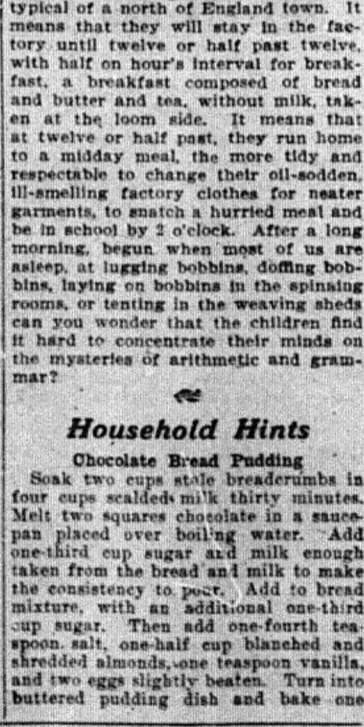 typical of a north of England town. It
means that they will stay in the fac-
tory until twelve or half past twelve,
with half on hour's interval for break-
fast, a breakfast composed of bread
and butter and tea, without milk, tak-
en at the loom side. It means that
at twelve or half past, they run home
to a midday meal, the more tidy and
respectable to change their oil-sodden,
ill-smelling factory clothes for neater
garments, to snatch a hurried meal and
be in school by 2 o'clock. After a long
morning, begun when most of us are
asleep, at lugging bobbins, doffing bob-
bins, laying on bobbins in the spinning
rooms, or tenting in the weaving sheds
can you wonder that the children find
it hard to concentrate their minds on
the mysteries of arithmetic and gram-
mar?
Household Hints
Chocolate Bread Pudding
Soak two cups stale breadcrumbs in
four cups scalded milk thirty minutes.
Melt two squares chocolate in a sauce-
pan placed over boiling water. Add
one-third cup sugar and milk enough
taken from the bread and milk to make
the consistency to pour. Add to bread
mixture, with an additional one-third
cup sugar. Then add one-fourth tea-
spoon salt, one-half cup blanched and
shredded almonds, one teaspoon vanilla,
and two eggs slightly beaten. Turn into
buttered pudding dish and bake one